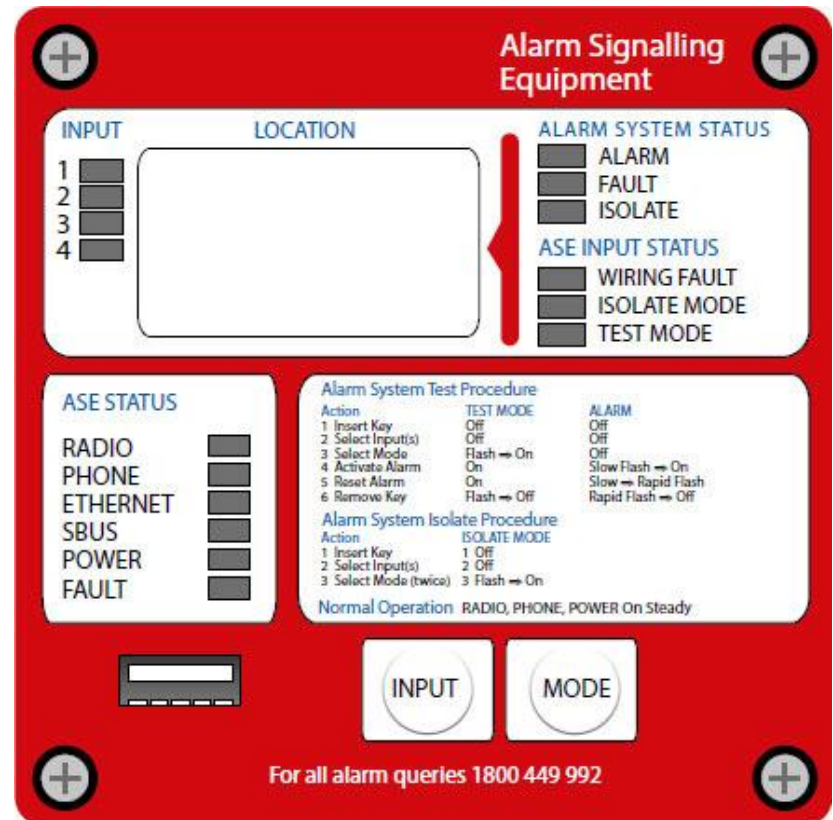 Alarm Signalling
Equipment
INPUT
LOCATION
1
2
3
4
ALARM SYSTEM STATUS
ALARM
FAULT
ISOLATE
ASE INPUT STATUS
WIRING FAULT
ISOLATE MODE
TEST MODE
ASE STATUS
RADIO
PHONE
ETHERNET
SBUS
POWER
FAULT
Alarm System Test Procedure
Action TEST MODE ALARM
1 Insert Key Off Off
2 Select Input(s) Off Off
3 Select Mode Flash ➡ On Off
4 Activate Alarm On Slow Flash ➡ On
5 Reset Alarm On Slow ➡ Rapid Flash
6 Remove Key Flash ➡ Off Rapid Flash ➡ Off
Alarm System Isolate Procedure
Action ISOLATE MODE
1 Insert Key 1 Off
2 Select Input(s) 2 Off
3 Select Mode (twice) 3 Flash ➡ On
Normal Operation RADIO, PHONE, POWER On Steady
INPUT
MODE
For all alarm queries 1800 449 992